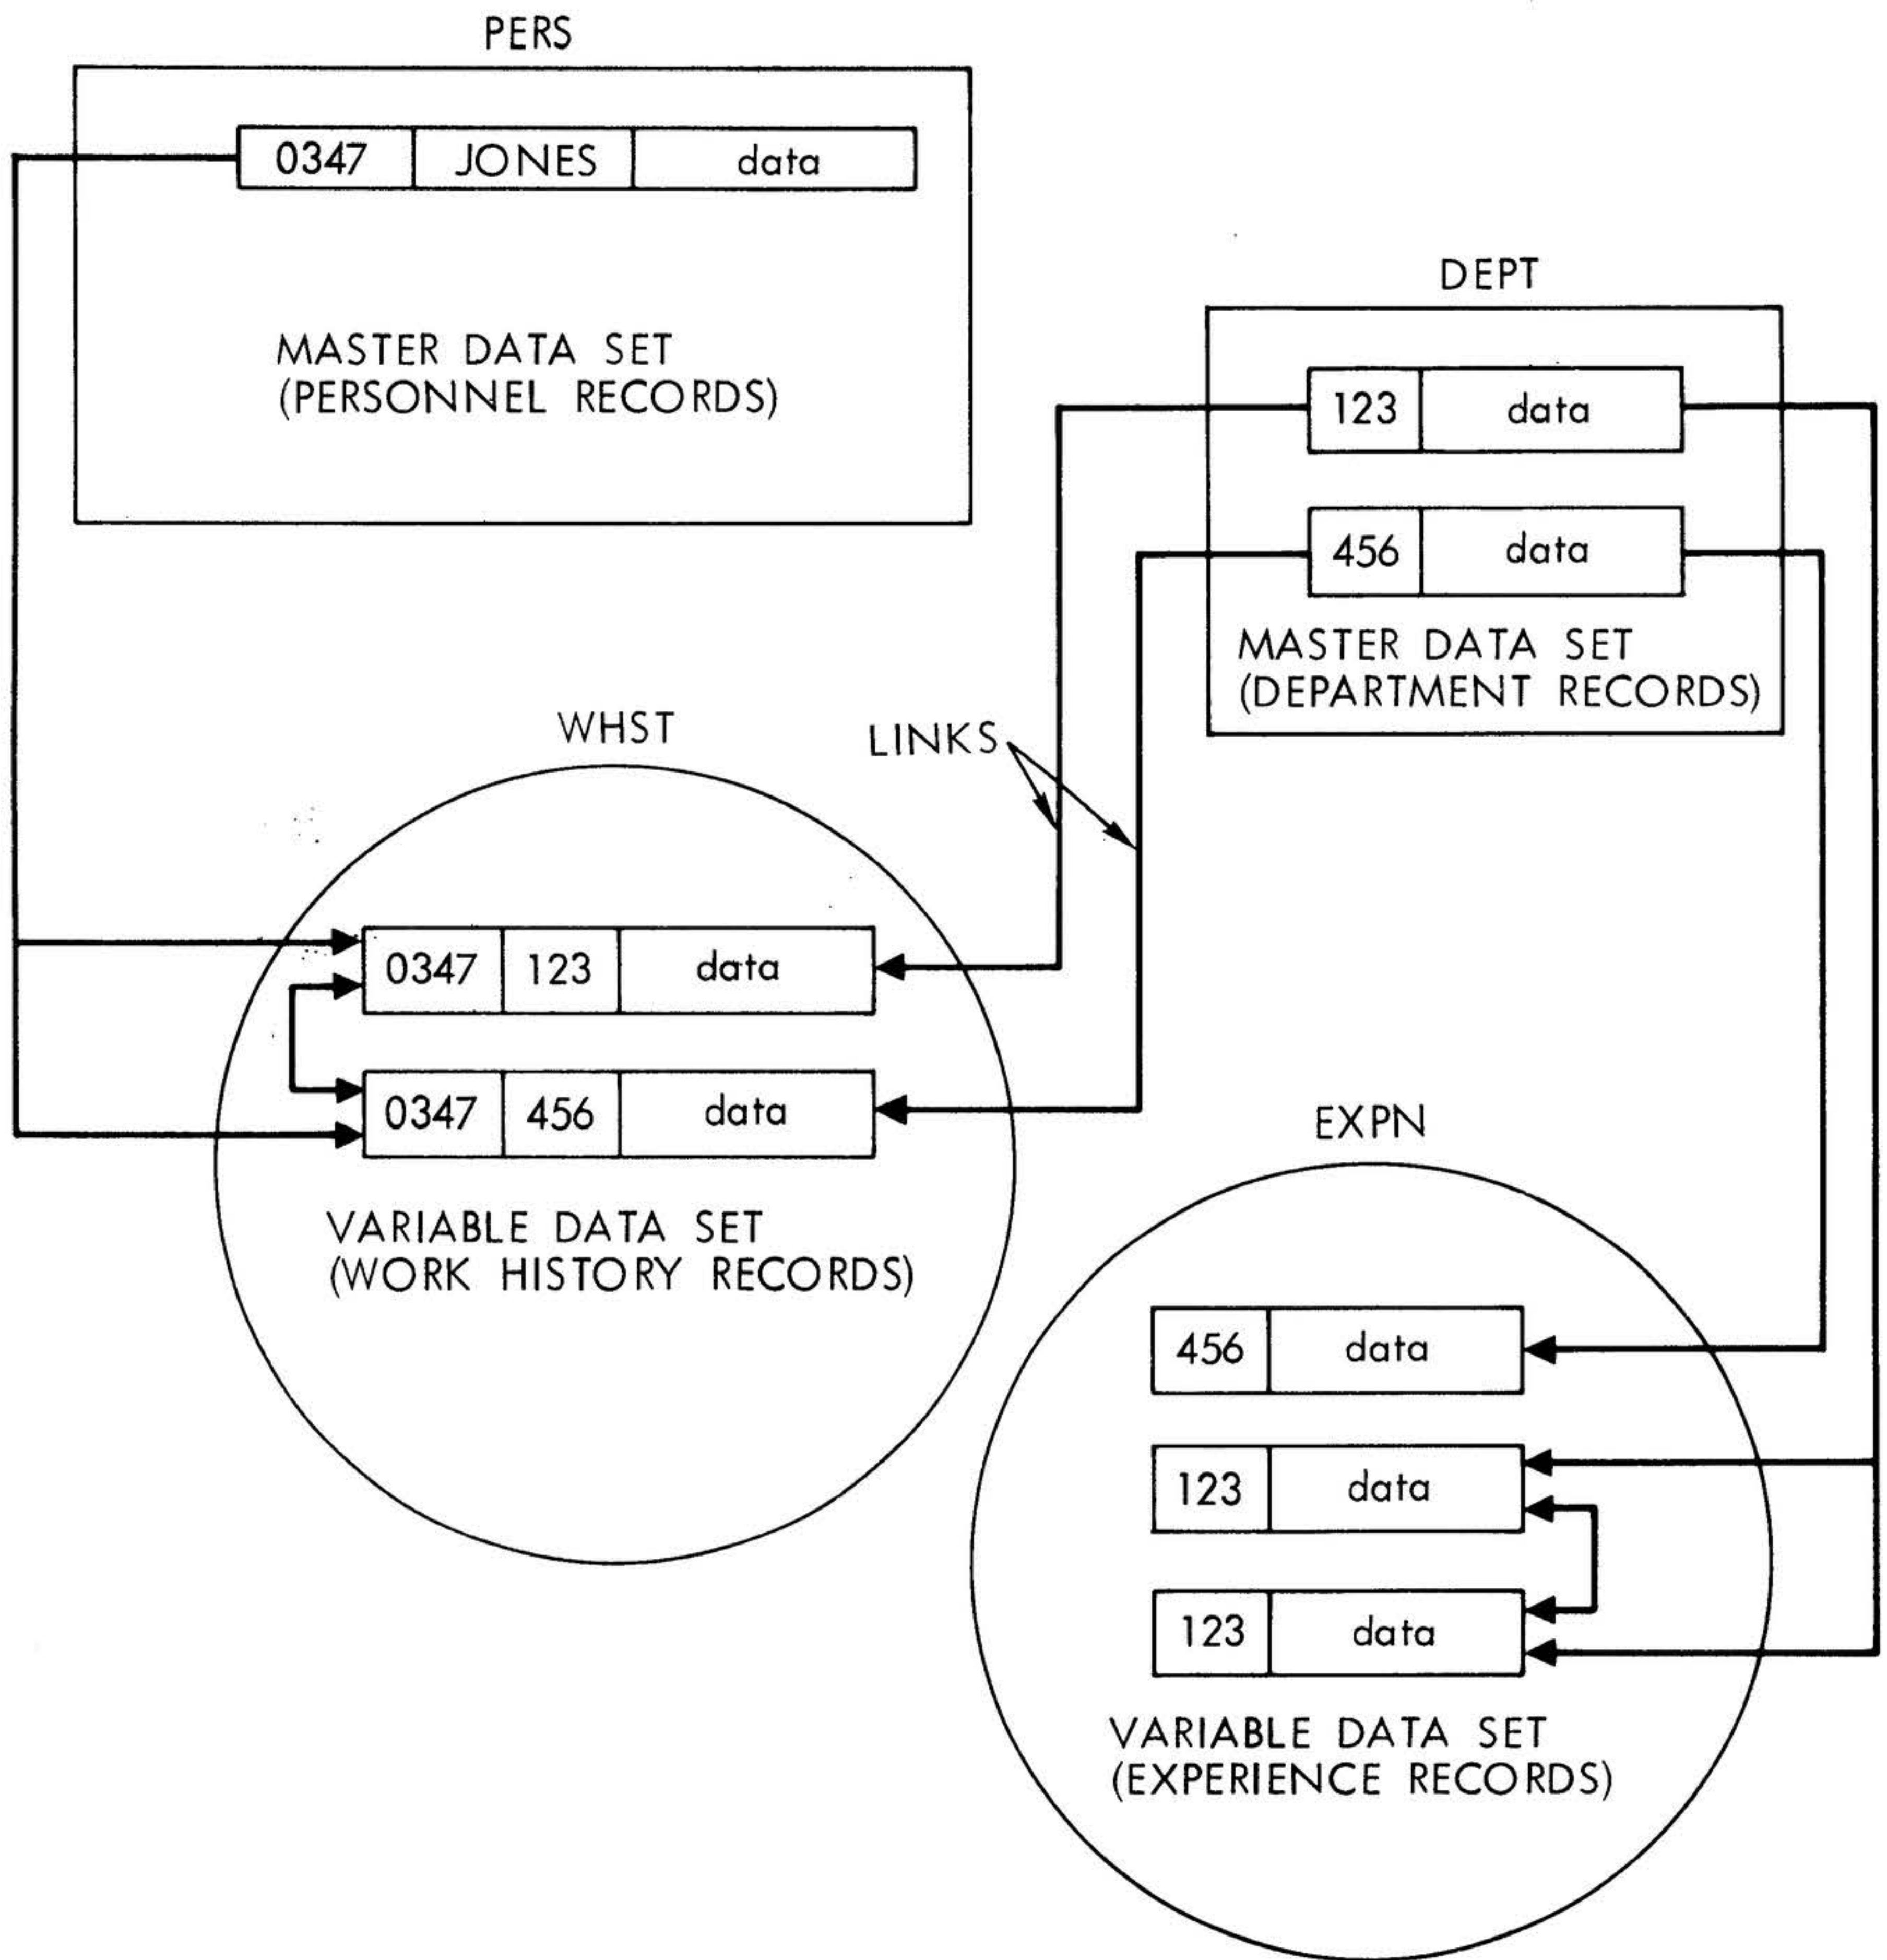 PERS
0347 JONES data
MASTER DATA SET
(PERSONNEL RECORDS)
DEPT
123 data
456 data
MASTER DATA SET
(DEPARTMENT RECORDS)
LINKS
WHST
0347 123 data
0347 456 data
VARIABLE DATA SET
(WORK HISTORY RECORDS)
EXPN
456 data
123 data
123 data
VARIABLE DATA SET
(EXPERIENCE RECORDS)